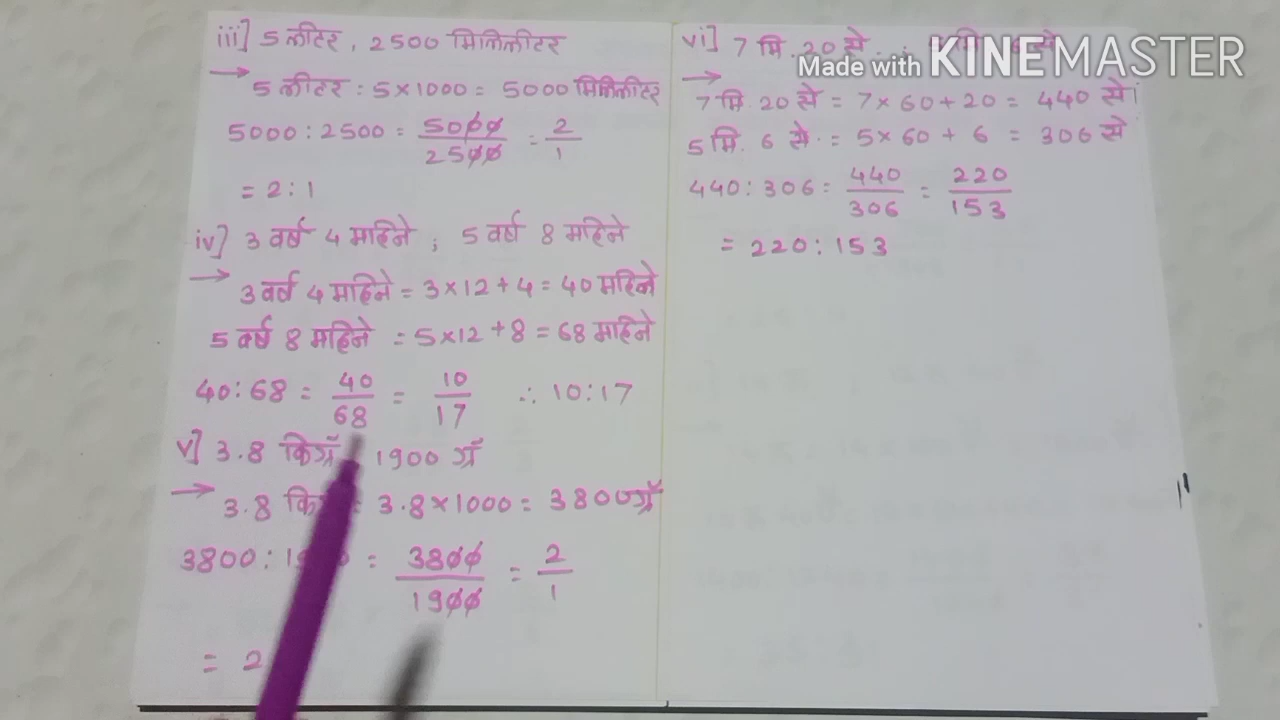 iii] 5 लीटर , 2500 मिलिलीटर
→ 5 लीटर : 5×1000 = 5000 मिलिलीटर
5000 : 2500 = 5000/2500 = 2/1
= 2 : 1
iv] 3 वर्ष 4 महिने ; 5 वर्ष 8 महिने
→ 3 वर्ष 4 महिने = 3×12+4 = 40 महिने
5 वर्ष 8 महिने = 5×12+8 = 68 महिने
40:68 = 40/68 = 10/17 ∴ 10:17
v] 3.8 किग्रॅ 1900 ग्रॅ
→ 3.8 3.8×1000 = 3800ग्रॅ
3800 : = 3800/1900 = 2/1
= 2
vi] 7 मि. 20 से
→
7 मि. 20 से = 7×60+20 = 440 से
5 मि. 6 से. = 5×60+6 = 306 से
440:306 = 440/306 = 220/153
= 220:153
Made with KINEMASTER